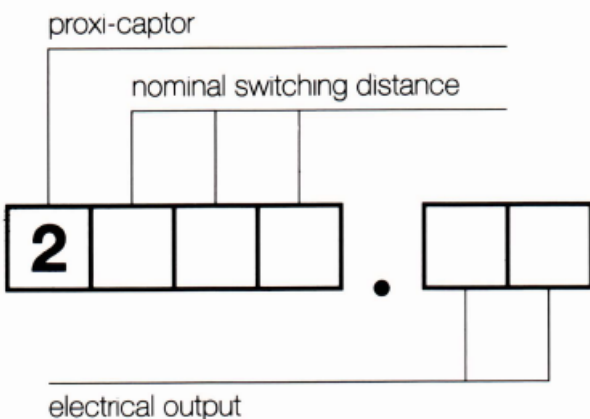 proxi-captor
nominal switching distance
2 .
electrical output